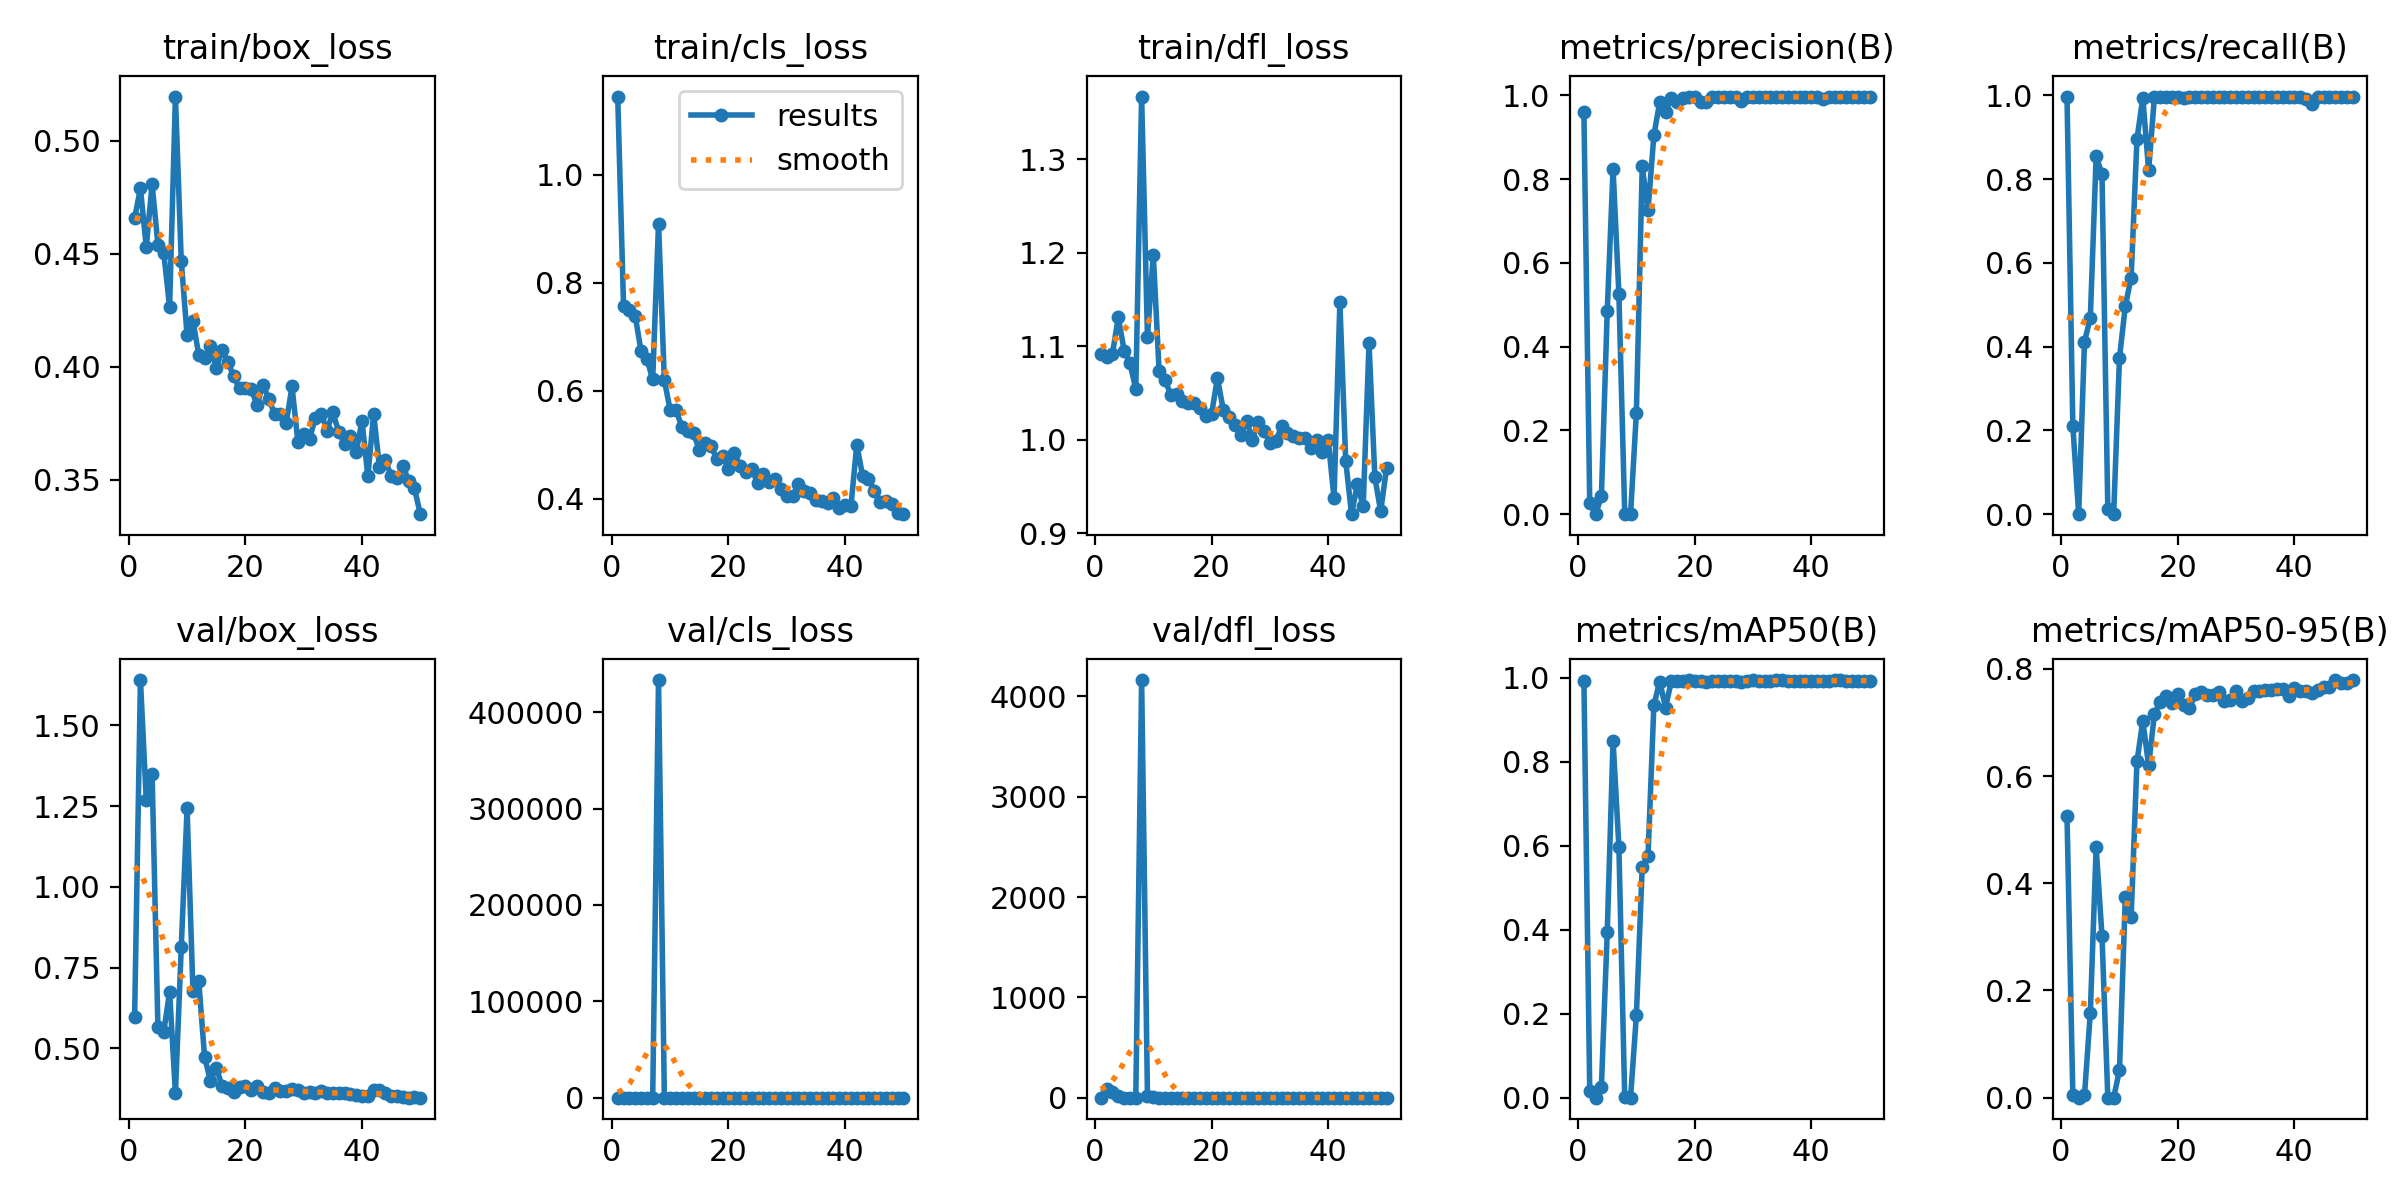 train/box_loss
train/cls_loss
train/dfl_loss
metrics/precision(B)
metrics/recall(B)
0.50
0.45
0.40
0.35
0 20 40
results
smooth
1.0
0.8
0.6
0.4
0 20 40
1.3
1.2
1.1
1.0
0.9
0 20 40
1.0
0.8
0.6
0.4
0.2
0.0
0 20 40
1.0
0.8
0.6
0.4
0.2
0.0
0 20 40
val/box_loss
val/cls_loss
val/dfl_loss
metrics/mAP50(B)
metrics/mAP50-95(B)
1.50
1.25
1.00
0.75
0.50
0 20 40
400000
300000
200000
100000
0
0 20 40
4000
3000
2000
1000
0
0 20 40
1.0
0.8
0.6
0.4
0.2
0.0
0 20 40
0.8
0.6
0.4
0.2
0.0
0 20 40